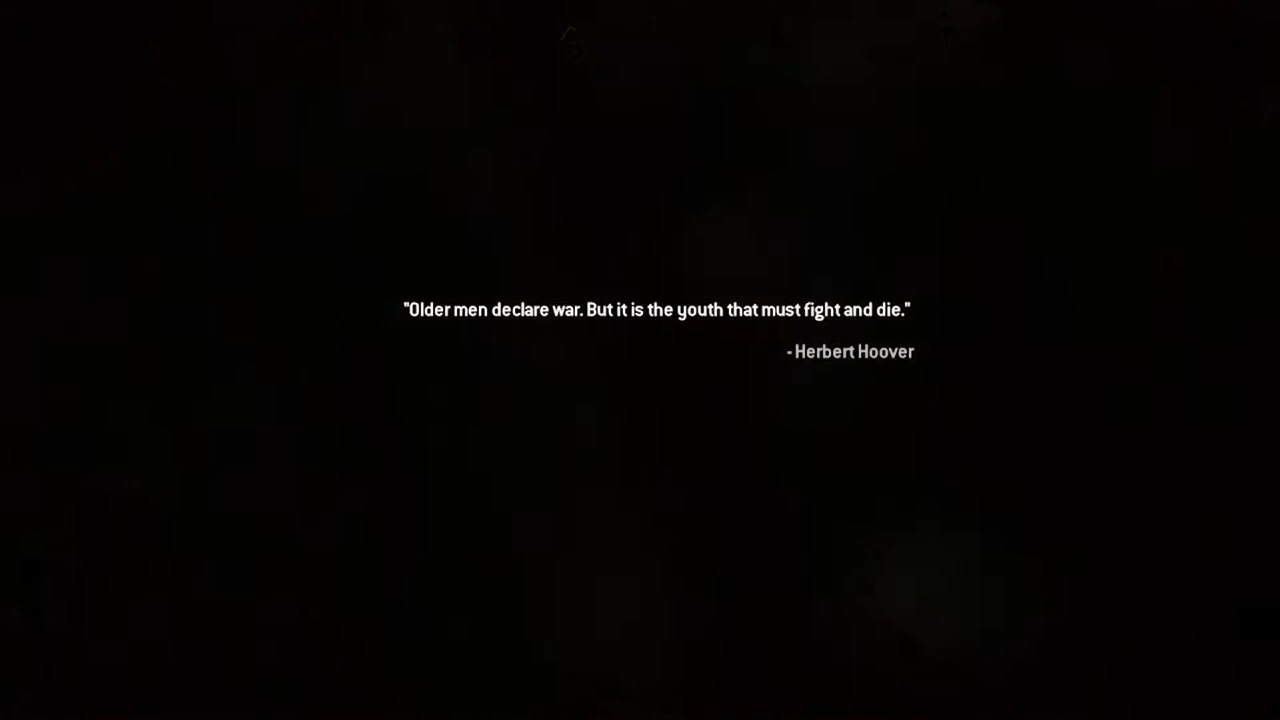 "Older men declare war. But it is the youth that must fight and die."
- Herbert Hoover